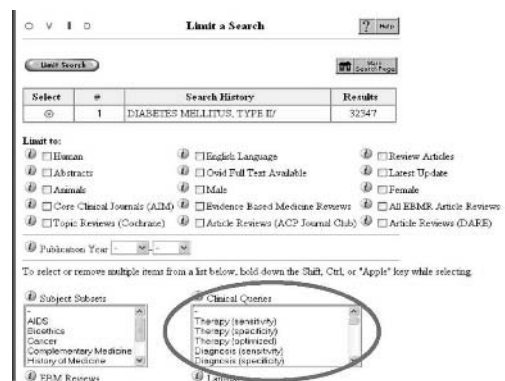 O V I D
Limit a Search
? Help
Limit Search
Main Search Page
Select # Search History Results
1 DIABETES MELLITUS, TYPE II/ 32347
Limit to:
Human English Language Review Articles
Abstracts Ovid Full Text Available Latest Update
Animals Male Female
Core Clinical Journals (AIM) Evidence Based Medicine Reviews All EBMR Article Reviews
Topic Reviews (Cochrane) Article Reviews (ACP Journal Club) Article Reviews (DARE)
Publication Year - -
To select or remove multiple items from a list below, hold down the Shift, Ctrl, or "Apple" key while selecting.
Subject Subsets Clinical Queries
- -
AIDS Therapy (sensitivity)
Bioethics Therapy (specificity)
Cancer Therapy (optimized)
Complementary Medicine Diagnosis (sensitivity)
History of Medicine Diagnosis (specificity)
EBM Reviews